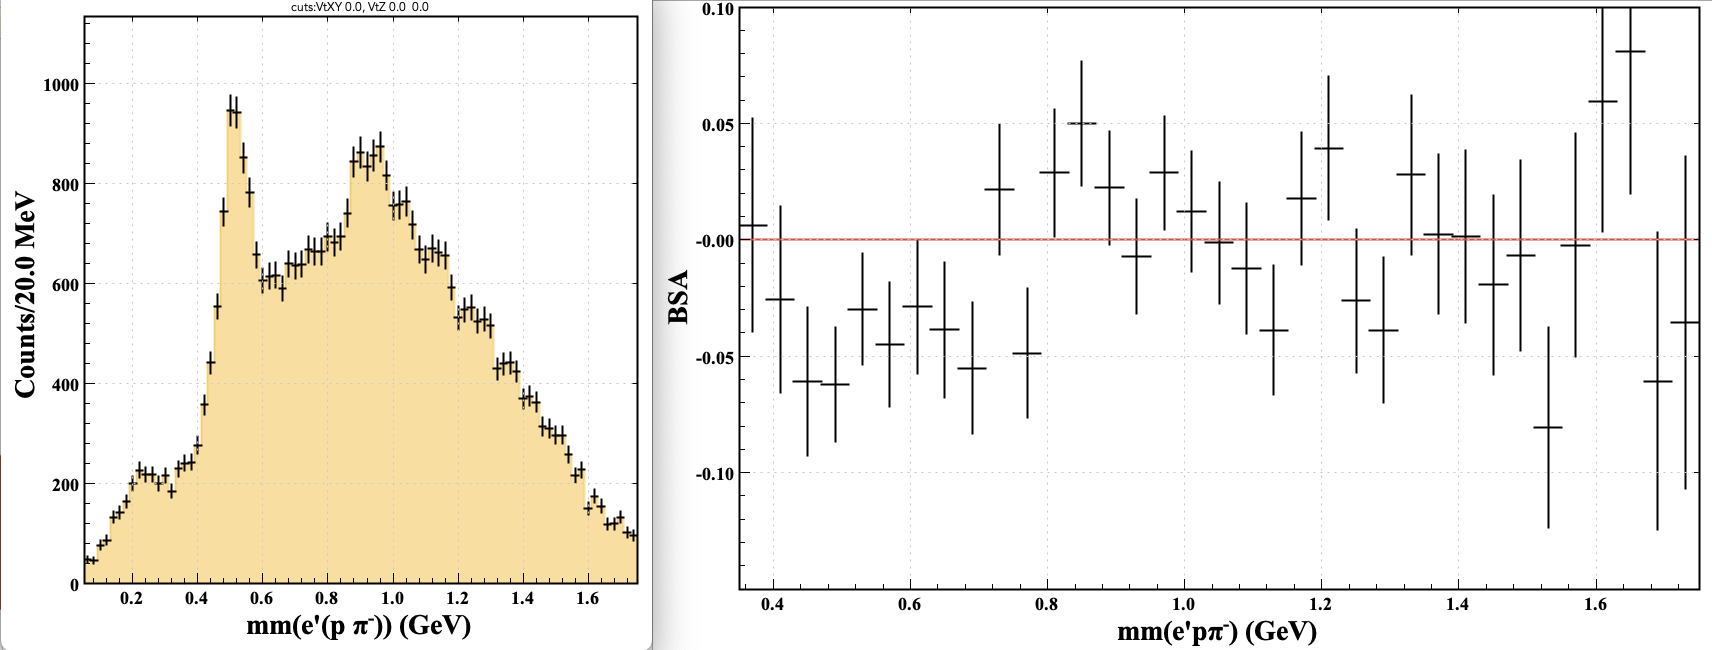 cuts:VtXY 0.0, VtZ 0.0 0.0
Counts/20.0 MeV
1000
800
600
400
200
0
0.2 0.4 0.6 0.8 1.0 1.2 1.4 1.6
mm(e'(p π⁻)) (GeV)
BSA
0.10
0.05
-0.00
-0.05
-0.10
0.4 0.6 0.8 1.0 1.2 1.4 1.6
mm(e'pπ⁻) (GeV)